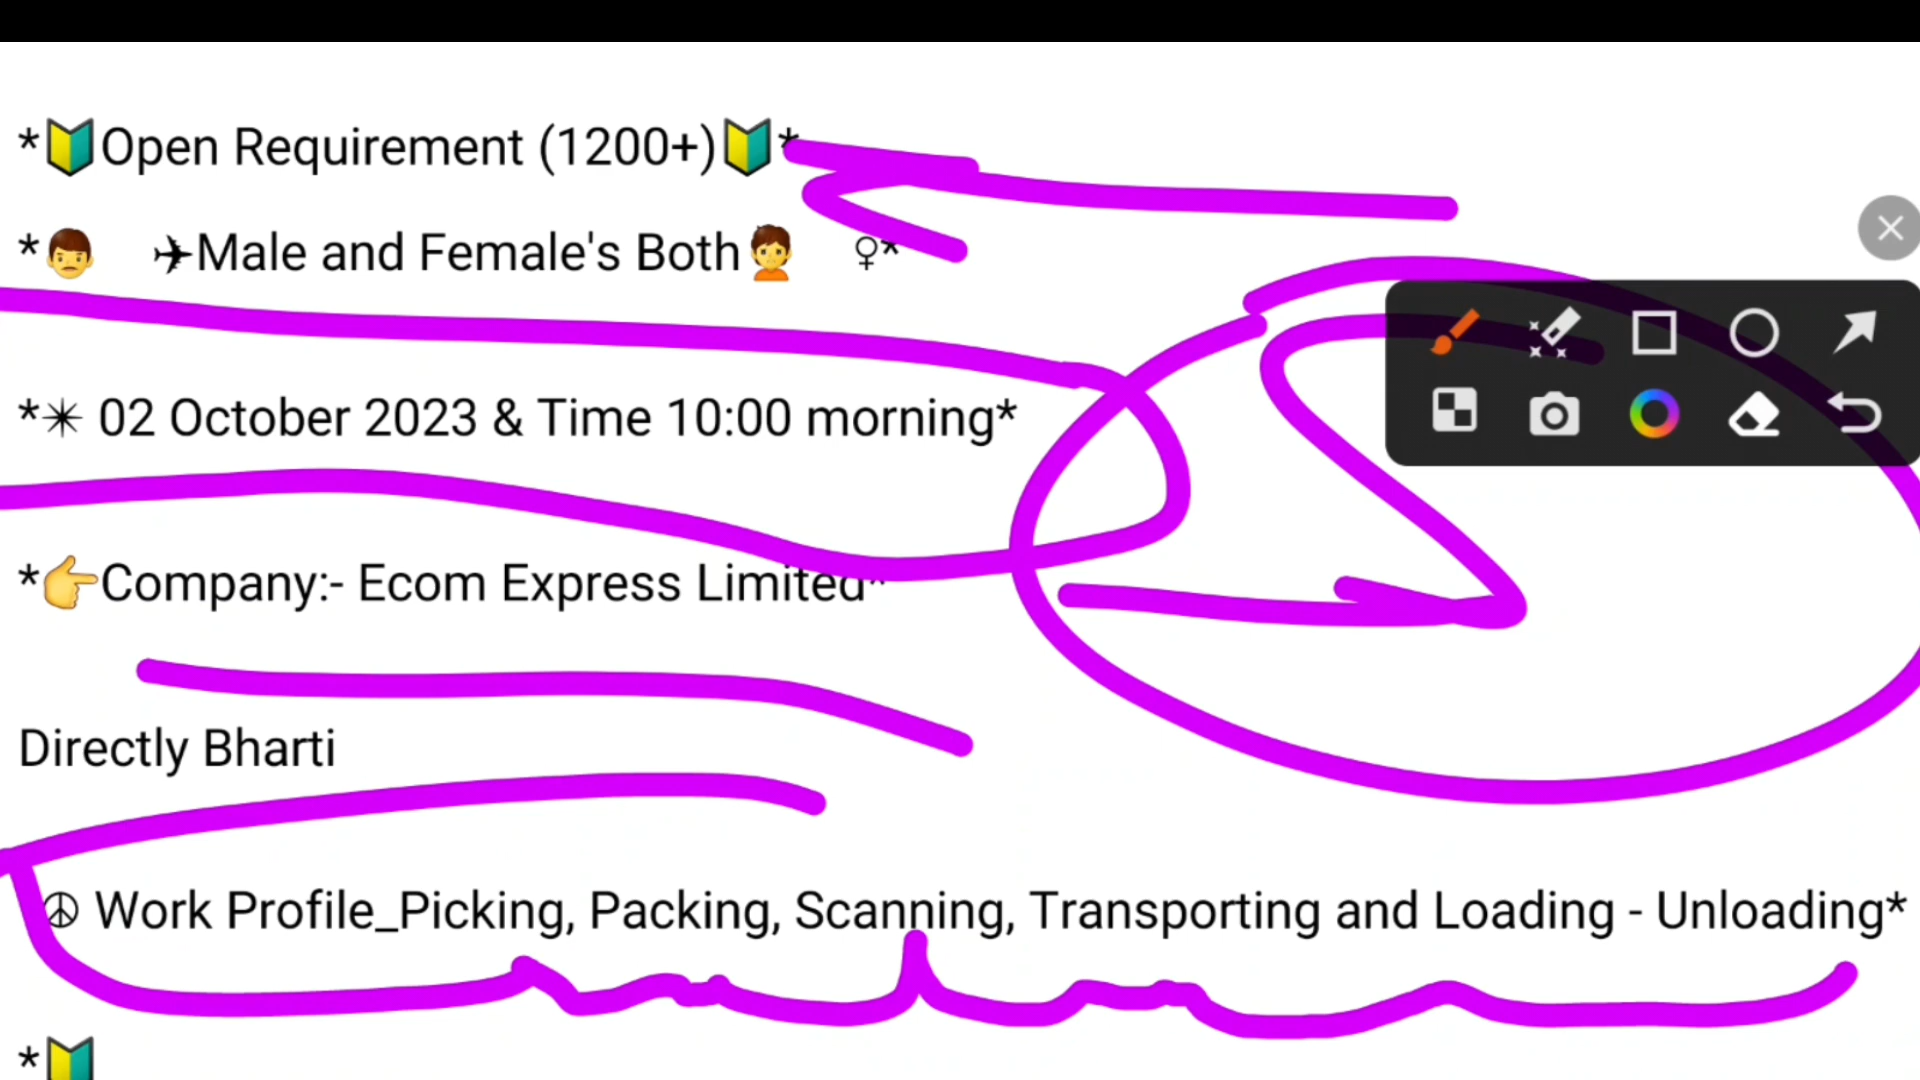 *🔰Open Requirement (1200+)🔰*
*👨 ✈Male and Female's Both🙍 ♀*
*✴ 02 October 2023 & Time 10:00 morning*
*👉Company:- Ecom Express Limited*
Directly Bharti
☮ Work Profile_Picking, Packing, Scanning, Transporting and Loading - Unloading*
*🔰